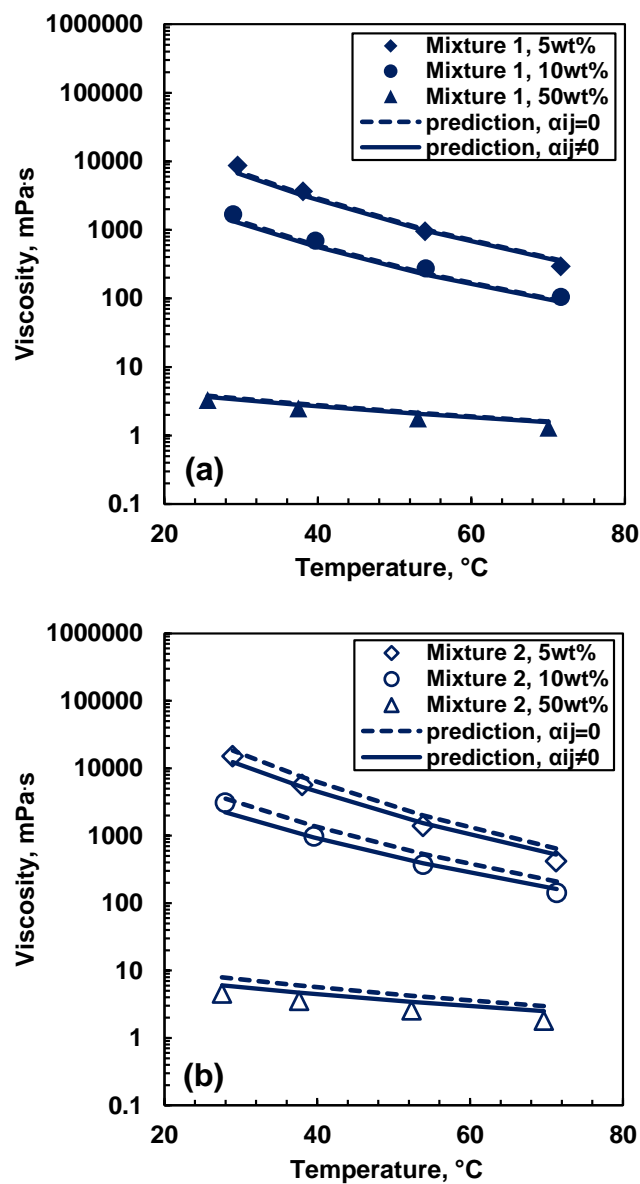 1000000
100000
10000
1000
100
10
1
0.1
Viscosity, mPa·s
Mixture 1, 5wt%
Mixture 1, 10wt%
Mixture 1, 50wt%
prediction, αij=0
prediction, αij≠0
(a)
20 40 60 80
Temperature, °C
1000000
100000
10000
1000
100
10
1
0.1
Viscosity, mPa·s
Mixture 2, 5wt%
Mixture 2, 10wt%
Mixture 2, 50wt%
prediction, αij=0
prediction, αij≠0
(b)
20 40 60 80
Temperature, °C